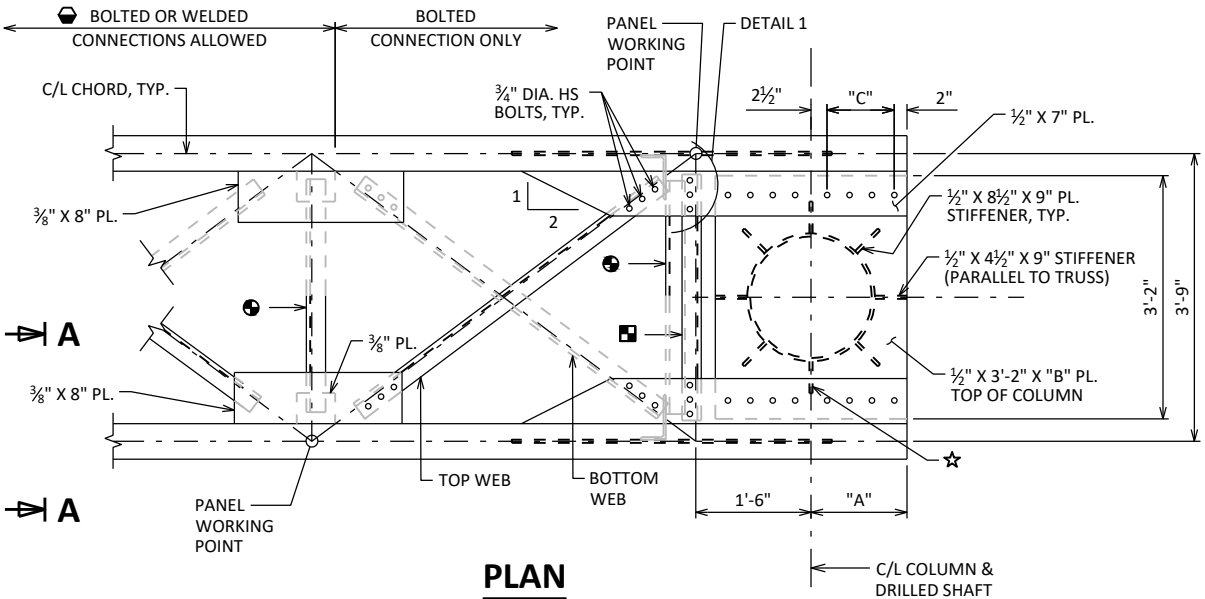 BOLTED OR WELDED
CONNECTIONS ALLOWED
BOLTED
CONNECTION ONLY
PANEL
WORKING
POINT
DETAIL 1
C/L CHORD, TYP.
¾" DIA. HS
BOLTS, TYP.
2½"
"C"
2"
½" X 7" PL.
⅜" X 8" PL.
1
2
½" X 8½" X 9" PL.
STIFFENER, TYP.
½" X 4½" X 9" STIFFENER
(PARALLEL TO TRUSS)
3'-2"
3'-9"
A
⅜" PL.
⅜" X 8" PL.
½" X 3'-2" X "B" PL.
TOP OF COLUMN
TOP WEB
BOTTOM
WEB
A
PANEL
WORKING
POINT
1'-6"
"A"
PLAN
C/L COLUMN &
DRILLED SHAFT